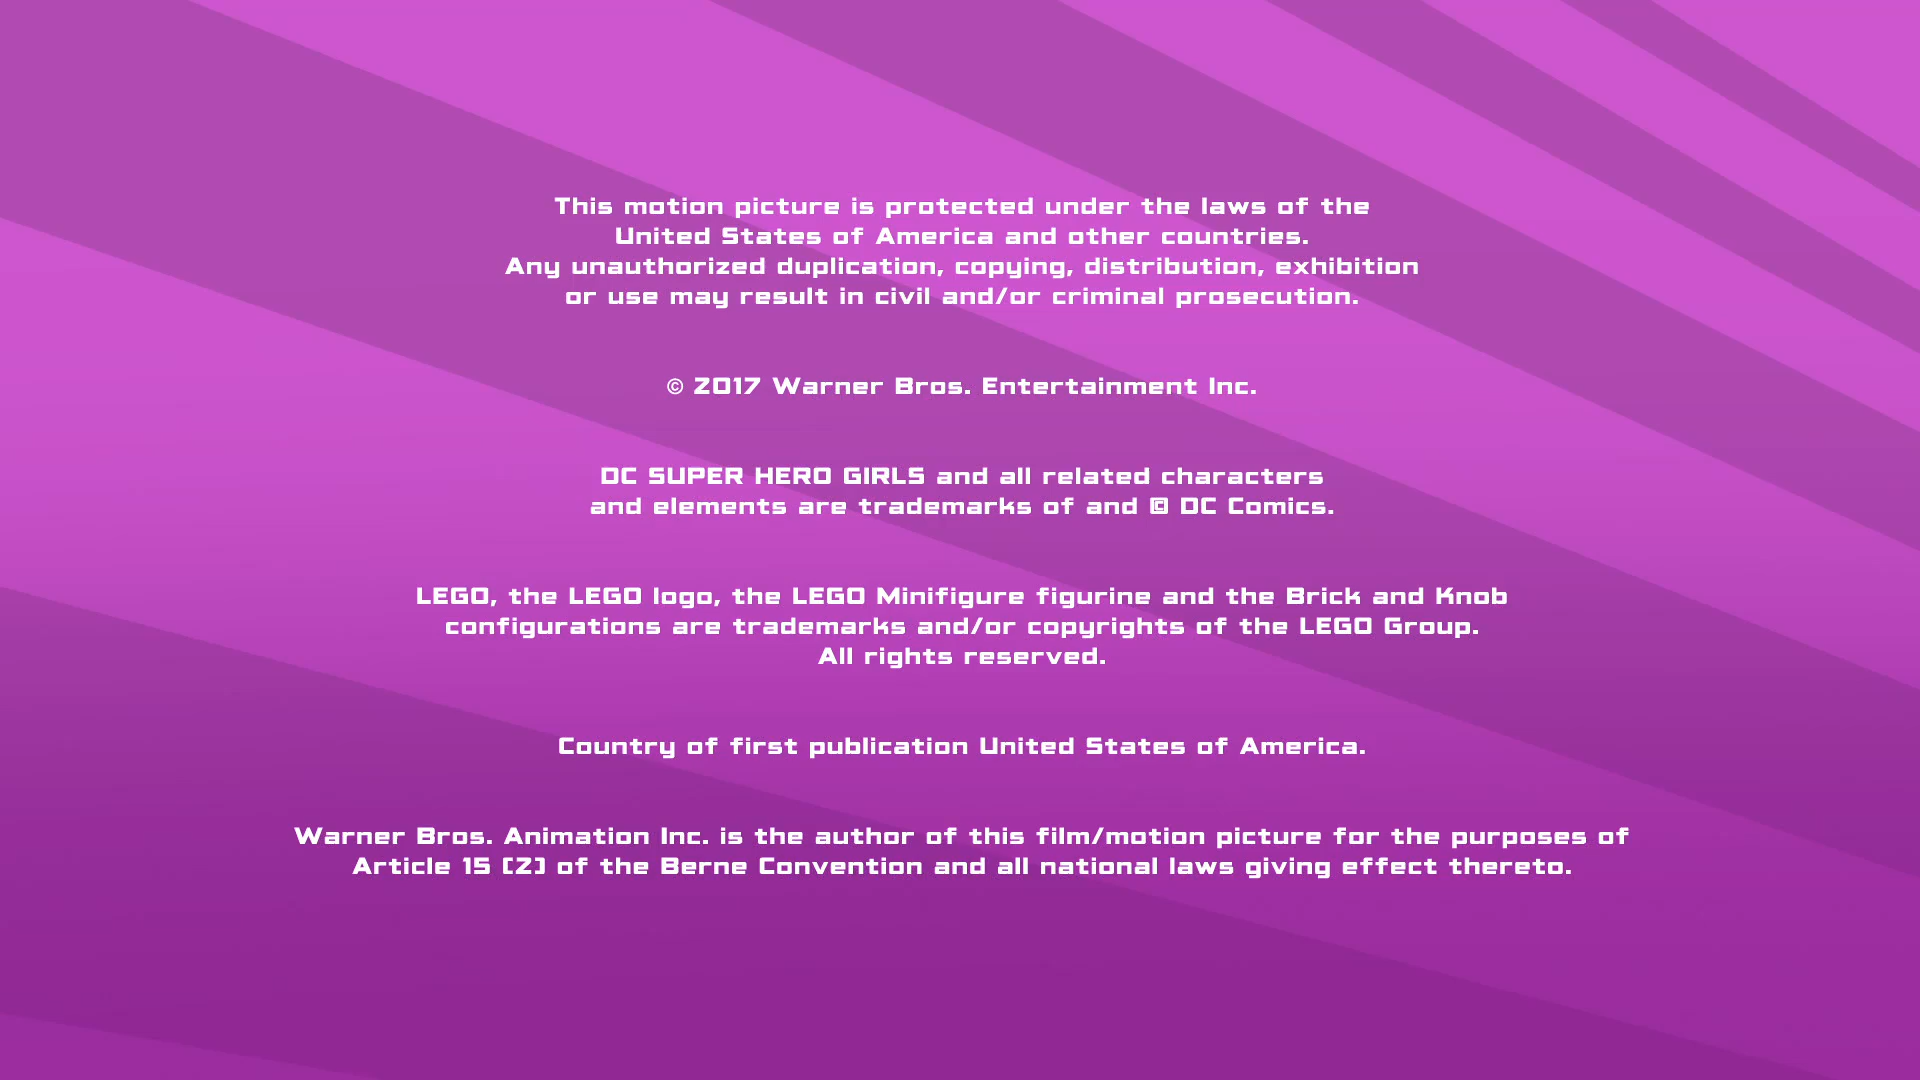 This motion picture is protected under the laws of the
United States of America and other countries.
Any unauthorized duplication, copying, distribution, exhibition
or use may result in civil and/or criminal prosecution.
© 2017 Warner Bros. Entertainment Inc.
DC SUPER HERO GIRLS and all related characters
and elements are trademarks of and © DC Comics.
LEGO, the LEGO logo, the LEGO Minifigure figurine and the Brick and Knob
configurations are trademarks and/or copyrights of the LEGO Group.
All rights reserved.
Country of first publication United States of America.
Warner Bros. Animation Inc. is the author of this film/motion picture for the purposes of
Article 15 (2) of the Berne Convention and all national laws giving effect thereto.